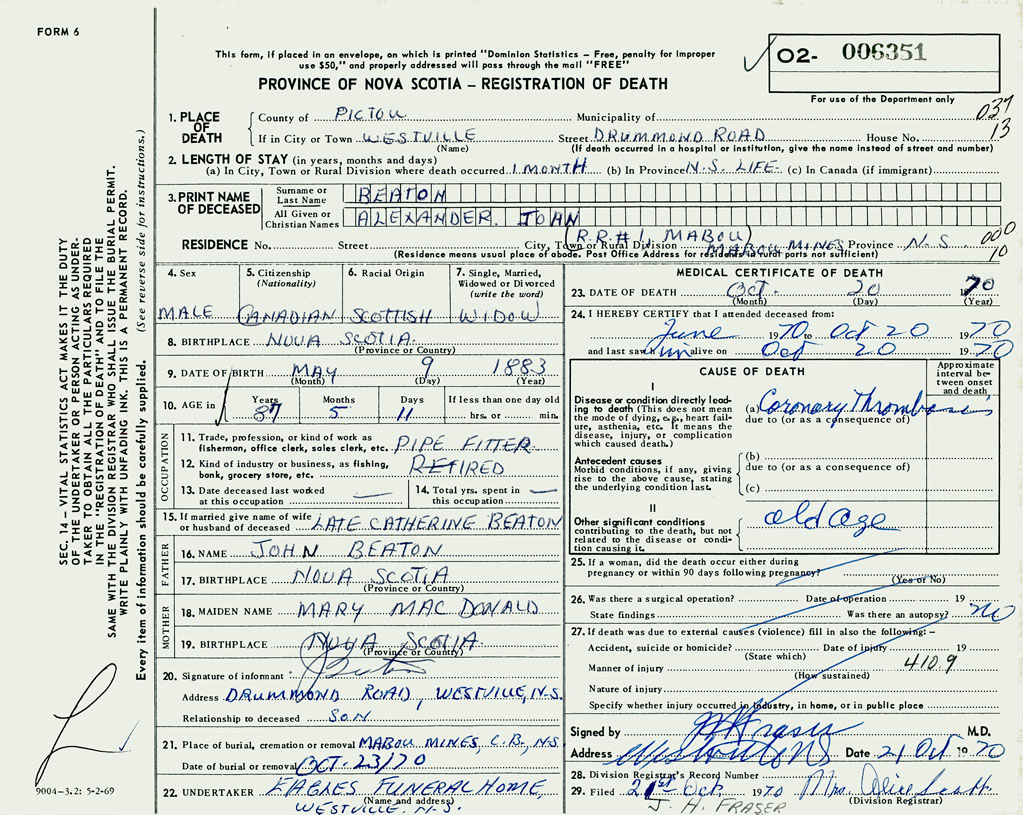 FORM 6
This form, if placed in an envelope, on which is printed "Dominion Statistics – Free, penalty for improper
use $50," and properly addressed will pass through the mail "FREE"
PROVINCE OF NOVA SCOTIA – REGISTRATION OF DEATH
02- 006351
For use of the Department only
037
13
1. PLACE OF DEATH
County of PICTOU Municipality of
If in City or Town WESTVILLE Street DRUMMOND ROAD House No.
(Name) (If death occurred in a hospital or institution, give the name instead of street and number)
2. LENGTH OF STAY (in years, months and days)
(a) In City, Town or Rural Division where death occurred 1 MONTH (b) In Province N.S. LIFE (c) In Canada (if immigrant)
3. PRINT NAME OF DECEASED
Surname or Last Name BEATON
All Given or Christian Names ALEXANDER. JOHN
(R.R#1, MABOU)
RESIDENCE No. Street City, Town or Rural Division MABOU MINES Province N.S.
000
10
(Residence means usual place of abode. Post Office Address for residents in rural parts not sufficient)
4. Sex MALE
5. Citizenship (Nationality) CANADIAN
6. Racial Origin SCOTTISH
7. Single, Married, Widowed or Divorced (write the word) WIDOW
8. BIRTHPLACE NOVA SCOTIA
(Province or Country)
9. DATE OF BIRTH MAY 9 1883
(Month) (Day) (Year)
10. AGE in Years 87 Months 5 Days 11 If less than one day old hrs. or min.
OCCUPATION
11. Trade, profession, or kind of work as
fisherman, office clerk, sales clerk, etc. PIPE FITTER
12. Kind of industry or business, as fishing,
bank, grocery store, etc. RETIRED
13. Date deceased last worked
at this occupation —
14. Total yrs. spent in
this occupation —
15. If married give name of wife
or husband of deceased LATE CATHERINE BEATON
FATHER
16. NAME JOHN BEATON
17. BIRTHPLACE NOVA SCOTIA
(Province or Country)
MOTHER
18. MAIDEN NAME MARY MAC DONALD
19. BIRTHPLACE NOVA SCOTIA
(Province or Country)
20. Signature of informant
Address DRUMMOND ROAD, WESTVILLE, N.S.
Relationship to deceased SON
21. Place of burial, cremation or removal MABOU MINES, C.B., N.S
Date of burial or removal OCT-23/70
22. UNDERTAKER EAGLES FUNERAL HOME,
(Name and address)
WESTVILLE. N.S.
MEDICAL CERTIFICATE OF DEATH
23. DATE OF DEATH OCT. 20 1970
(Month) (Day) (Year)
24. I HEREBY CERTIFY that I attended deceased from:
June 1970 to Oct 20 1970
and last saw him alive on Oct 20 1970
CAUSE OF DEATH
Approximate interval between onset and death
I
Disease or condition directly leading to death (This does not mean the mode of dying, e.g., heart failure, asthenia, etc. It means the disease, injury, or complication which caused death.)
(a) Coronary Thrombosis
due to (or as a consequence of)
Antecedent causes
Morbid conditions, if any, giving rise to the above cause, stating the underlying condition last.
(b)
due to (or as a consequence of)
(c)
II
Other significant conditions contributing to the death, but not related to the disease or condition causing it.
old age
25. If a woman, did the death occur either during
pregnancy or within 90 days following pregnancy?
(Yes or No)
26. Was there a surgical operation? Date of operation 19
State findings Was there an autopsy? no
27. If death was due to external causes (violence) fill in also the following: –
Accident, suicide or homicide? Date of injury 19
(State which)
Manner of injury 410.9
(How sustained)
Nature of injury
Specify whether injury occurred in industry, in home, or in public place
Signed by M.D.
Address Date 21 Oct 1970
28. Division Registrar's Record Number
29. Filed 21st Oct 1970 Mrs. Alice Scott
(Division Registrar)
J. H. FRASER
SEC. 14 – VITAL STATISTICS ACT MAKES IT THE DUTY
OF THE UNDERTAKER OR PERSON ACTING AS UNDER-
TAKER TO OBTAIN ALL THE PARTICULARS REQUIRED
IN THE "REGISTRATION OF DEATH" AND TO FILE THE
SAME WITH THE DIVISION REGISTRAR WHO SHALL ISSUE THE BURIAL PERMIT.
WRITE PLAINLY WITH UNFADING INK. THIS IS A PERMANENT RECORD.
Every item of information should be carefully supplied. (See reverse side for instructions.)
9004-3.2: 5-2-69